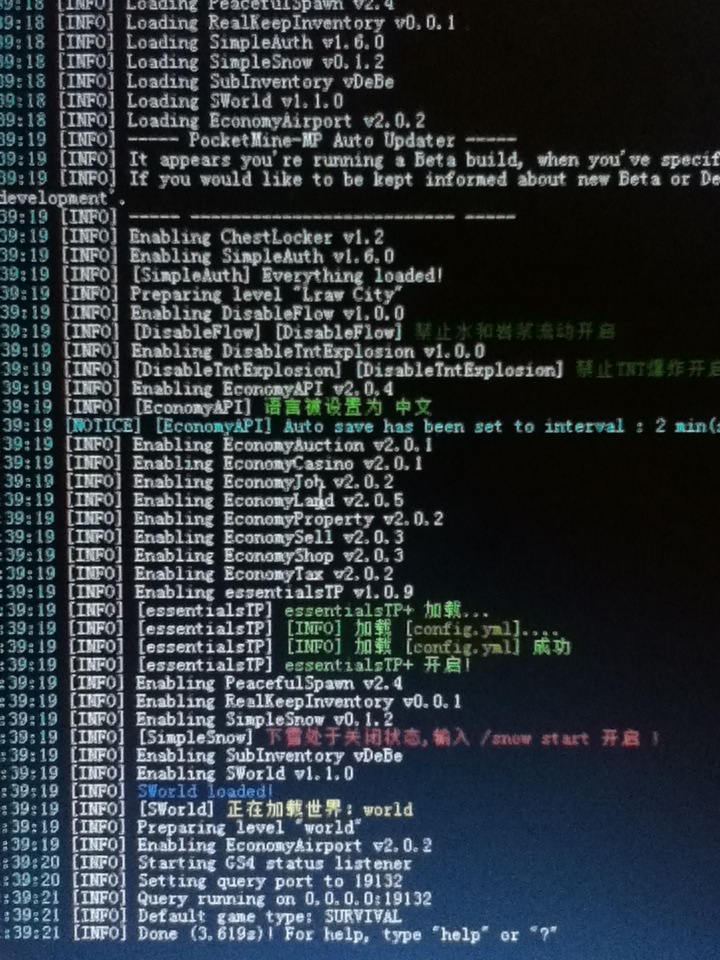 39:18 [INFO] Loading PeacefulSpawn v2.4
39:18 [INFO] Loading RealKeepInventory v0.0.1
39:18 [INFO] Loading SimpleAuth v1.6.0
39:18 [INFO] Loading SimpleSnow v0.1.2
39:18 [INFO] Loading SubInventory vDeBe
39:18 [INFO] Loading SWorld v1.1.0
39:18 [INFO] Loading EconomyAirport v2.0.2
39:19 [INFO] ----- PocketMine-MP Auto Updater -----
39:19 [INFO] It appears you're running a Beta build, when you've specif
39:19 [INFO] If you would like to be kept informed about new Beta or De
development'.
39:19 [INFO] ----- -------------------------- -----
39:19 [INFO] Enabling ChestLocker v1.2
39:19 [INFO] Enabling SimpleAuth v1.6.0
39:19 [INFO] [SimpleAuth] Everything loaded!
39:19 [INFO] Preparing level "Lraw City"
39:19 [INFO] Enabling DisableFlow v1.0.0
39:19 [INFO] [DisableFlow] [DisableFlow] 禁止水和岩浆流动开启
39:19 [INFO] Enabling DisableTntExplosion v1.0.0
39:19 [INFO] [DisableTntExplosion] [DisableTntExplosion] 禁止TNT爆炸开启
39:19 [INFO] Enabling EconomyAPI v2.0.4
39:19 [INFO] [EconomyAPI] 语言被设置为 中文
39:19 [NOTICE] [EconomyAPI] Auto save has been set to interval : 2 min(s
:39:19 [INFO] Enabling EconomyAuction v2.0.1
:39:19 [INFO] Enabling EconomyCasino v2.0.1
:39:19 [INFO] Enabling EconomyJob v2.0.2
:39:19 [INFO] Enabling EconomyLand v2.0.5
:39:19 [INFO] Enabling EconomyProperty v2.0.2
:39:19 [INFO] Enabling EconomySell v2.0.3
:39:19 [INFO] Enabling EconomyShop v2.0.3
:39:19 [INFO] Enabling EconomyTax v2.0.2
:39:19 [INFO] Enabling essentialsTP v1.0.9
:39:19 [INFO] [essentialsTP] essentialsTP+ 加载...
:39:19 [INFO] [essentialsTP] [INFO] 加载 [config.yml]....
:39:19 [INFO] [essentialsTP] [INFO] 加载 [config.yml] 成功
:39:19 [INFO] [essentialsTP] essentialsTP+ 开启!
:39:19 [INFO] Enabling PeacefulSpawn v2.4
:39:19 [INFO] Enabling RealKeepInventory v0.0.1
:39:19 [INFO] Enabling SimpleSnow v0.1.2
:39:19 [INFO] [SimpleSnow] 下雪处于关闭状态,输入 /snow start 开启 !
:39:19 [INFO] Enabling SubInventory vDeBe
:39:19 [INFO] Enabling SWorld v1.1.0
:39:19 [INFO] SWorld loaded!
:39:19 [INFO] [SWorld] 正在加载世界: world
:39:19 [INFO] Preparing level "world"
:39:19 [INFO] Enabling EconomyAirport v2.0.2
:39:20 [INFO] Starting GS4 status listener
:39:20 [INFO] Setting query port to 19132
:39:21 [INFO] Query running on 0.0.0.0:19132
:39:21 [INFO] Default game type: SURVIVAL
:39:21 [INFO] Done (3.619s)! For help, type "help" or "?"